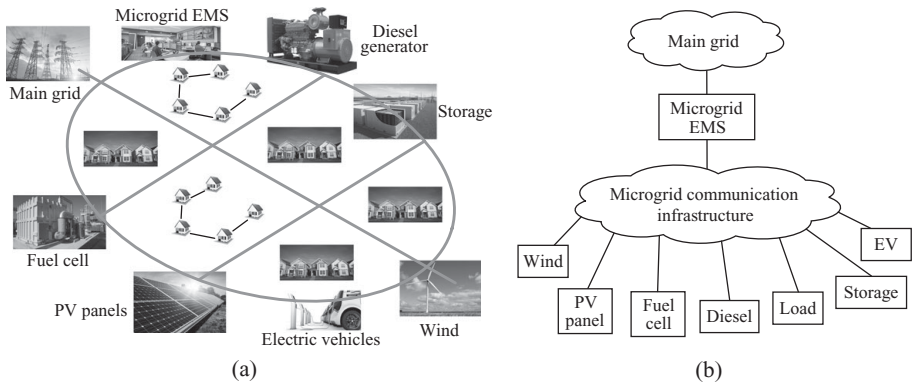 Microgrid EMS
Diesel
generator
Main grid
Storage
Fuel cell
PV panels
Electric vehicles
Wind
(a)
Main grid
Microgrid
EMS
Microgrid communication
infrastructure
Wind
PV
panel
Fuel
cell
Diesel
Load
Storage
EV
(b)